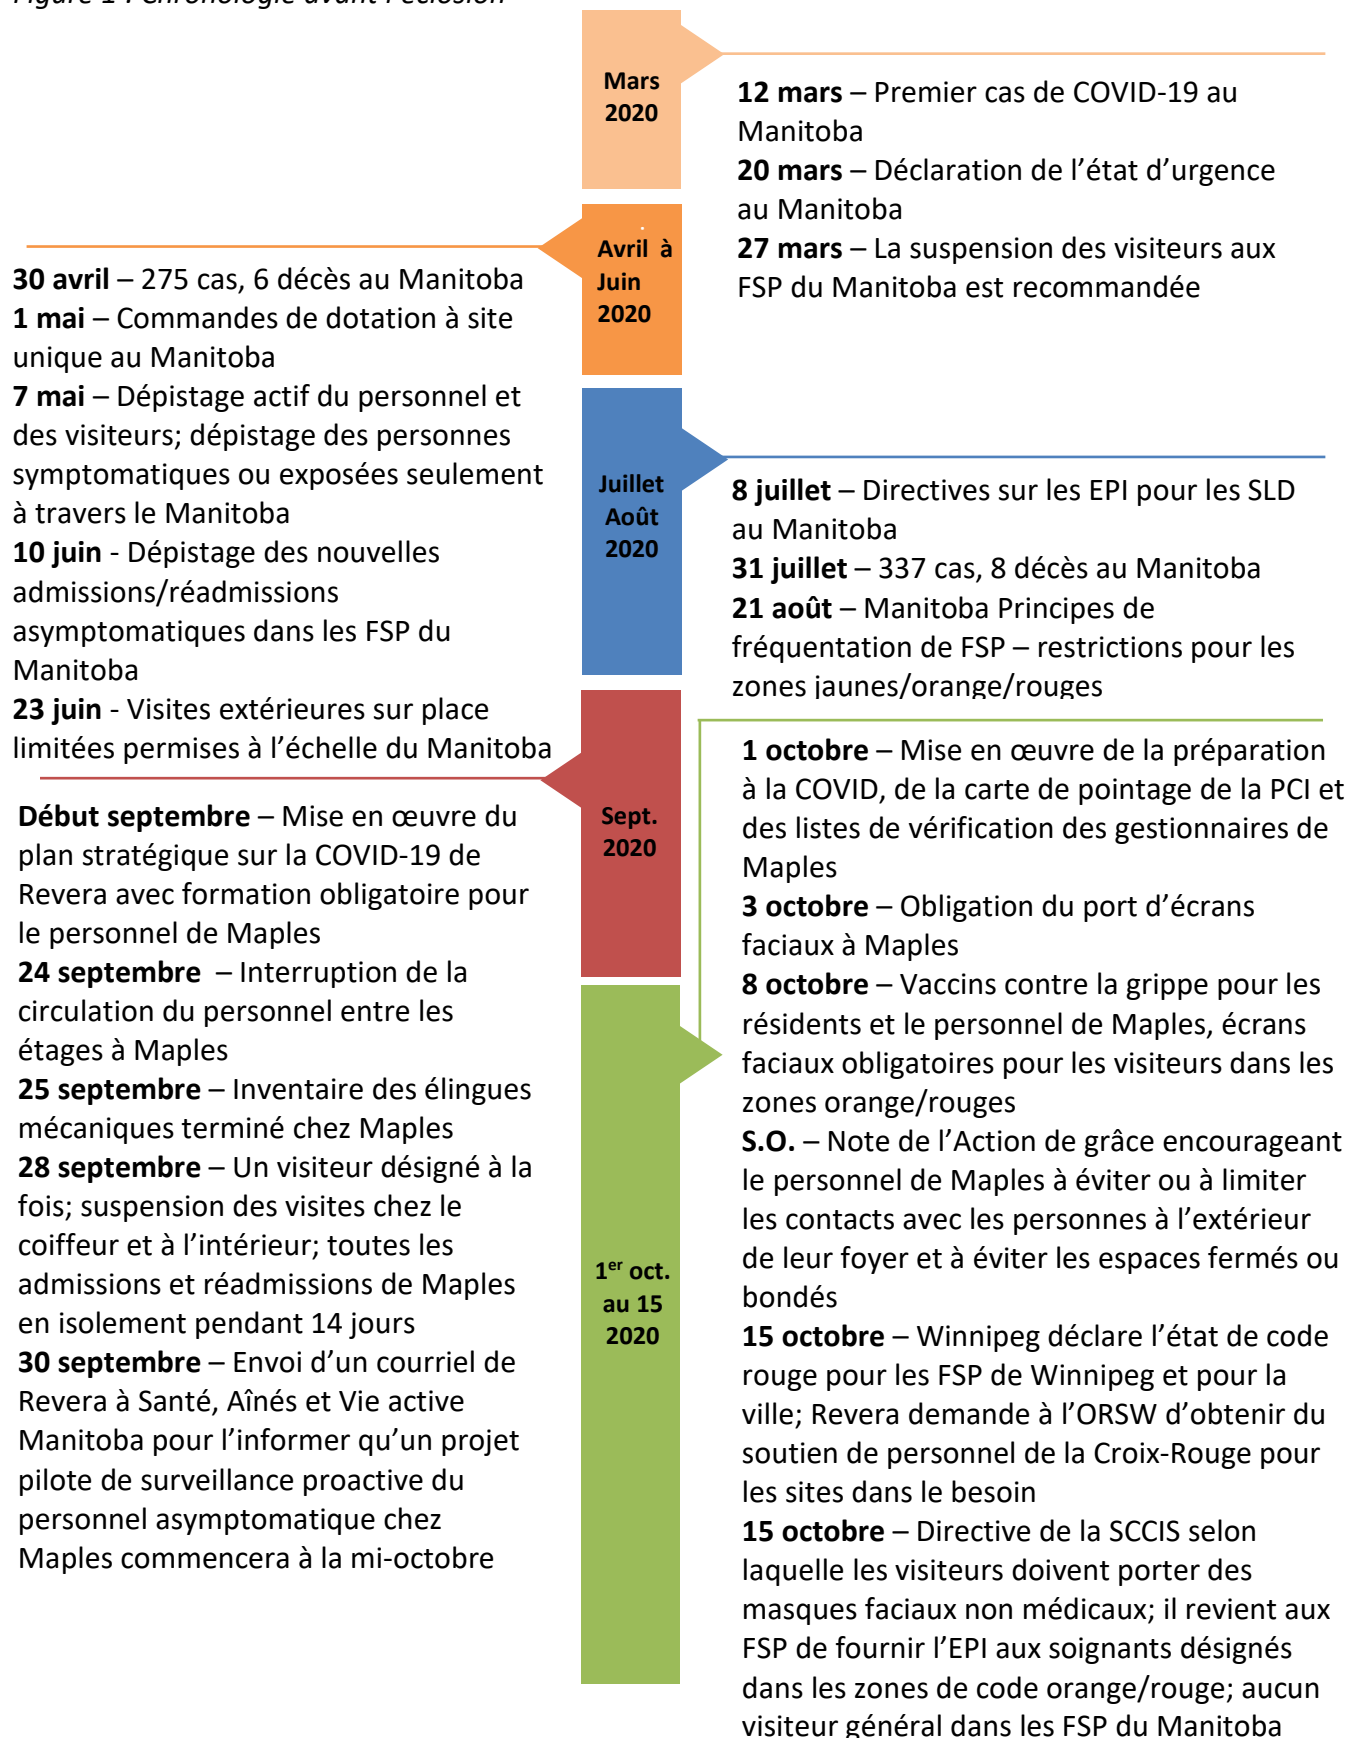 Figure 1 : Chronologie avant l'éclosion
Mars
2020
12 mars – Premier cas de COVID-19 au
Manitoba
20 mars – Déclaration de l'état d'urgence
au Manitoba
27 mars – La suspension des visiteurs aux
FSP du Manitoba est recommandée
Avril à
Juin
2020
30 avril – 275 cas, 6 décès au Manitoba
1 mai – Commandes de dotation à site
unique au Manitoba
7 mai – Dépistage actif du personnel et
des visiteurs; dépistage des personnes
symptomatiques ou exposées seulement
à travers le Manitoba
10 juin - Dépistage des nouvelles
admissions/réadmissions
asymptomatiques dans les FSP du
Manitoba
23 juin - Visites extérieures sur place
limitées permises à l'échelle du Manitoba
Juillet
Août
2020
8 juillet – Directives sur les EPI pour les SLD
au Manitoba
31 juillet – 337 cas, 8 décès au Manitoba
21 août – Manitoba Principes de
fréquentation de FSP – restrictions pour les
zones jaunes/orange/rouges
Sept.
2020
Début septembre – Mise en œuvre du
plan stratégique sur la COVID-19 de
Revera avec formation obligatoire pour
le personnel de Maples
24 septembre – Interruption de la
circulation du personnel entre les
étages à Maples
25 septembre – Inventaire des élingues
mécaniques terminé chez Maples
28 septembre – Un visiteur désigné à la
fois; suspension des visites chez le
coiffeur et à l'intérieur; toutes les
admissions et réadmissions de Maples
en isolement pendant 14 jours
30 septembre – Envoi d'un courriel de
Revera à Santé, Aînés et Vie active
Manitoba pour l'informer qu'un projet
pilote de surveillance proactive du
personnel asymptomatique chez
Maples commencera à la mi-octobre
1er oct.
au 15
2020
1 octobre – Mise en œuvre de la préparation
à la COVID, de la carte de pointage de la PCI et
des listes de vérification des gestionnaires de
Maples
3 octobre – Obligation du port d'écrans
faciaux à Maples
8 octobre – Vaccins contre la grippe pour les
résidents et le personnel de Maples, écrans
faciaux obligatoires pour les visiteurs dans les
zones orange/rouges
S.O. – Note de l'Action de grâce encourageant
le personnel de Maples à éviter ou à limiter
les contacts avec les personnes à l'extérieur
de leur foyer et à éviter les espaces fermés ou
bondés
15 octobre – Winnipeg déclare l'état de code
rouge pour les FSP de Winnipeg et pour la
ville; Revera demande à l'ORSW d'obtenir du
soutien de personnel de la Croix-Rouge pour
les sites dans le besoin
15 octobre – Directive de la SCCIS selon
laquelle les visiteurs doivent porter des
masques faciaux non médicaux; il revient aux
FSP de fournir l'EPI aux soignants désignés
dans les zones de code orange/rouge; aucun
visiteur général dans les FSP du Manitoba